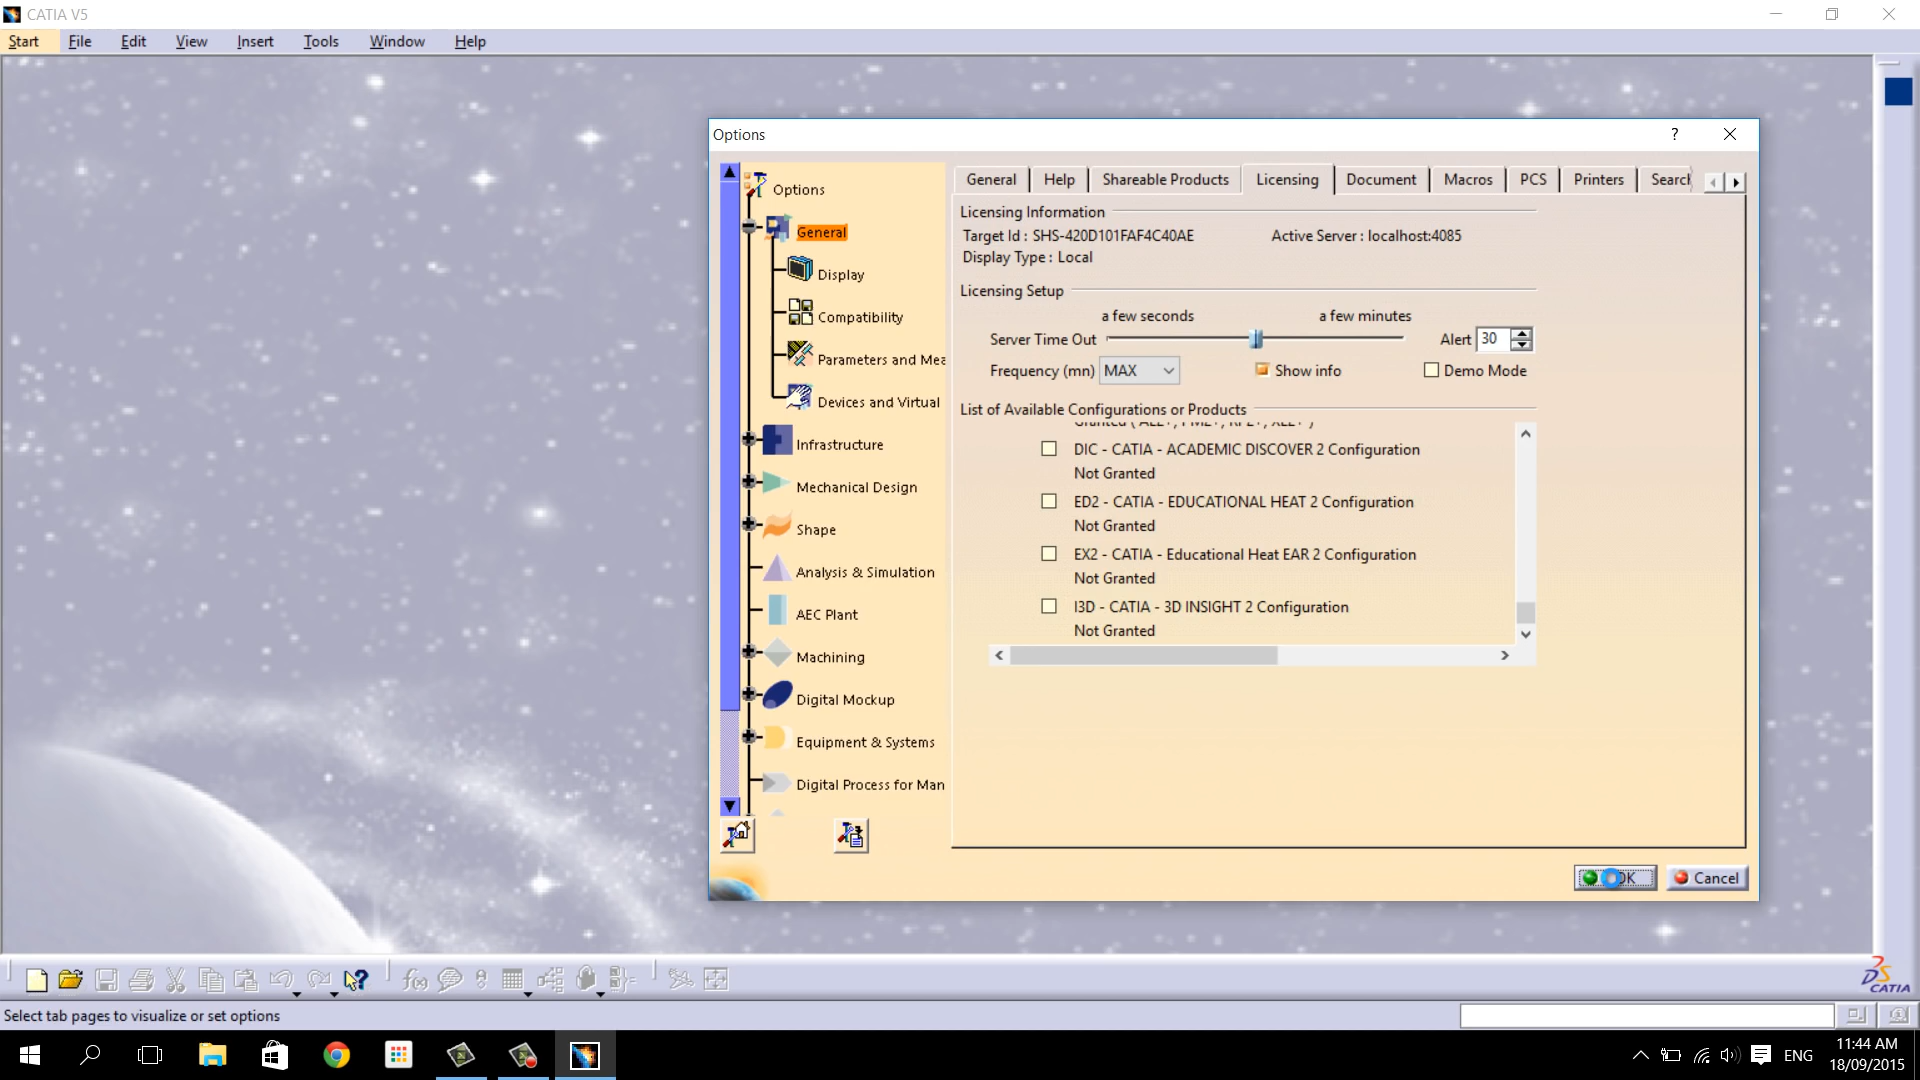 CATIA V5
Start File Edit View Insert Tools Window Help
Options
?
Options
General
Display
Compatibility
Parameters and Mea
Devices and Virtual
Infrastructure
Mechanical Design
Shape
Analysis & Simulation
AEC Plant
Machining
Digital Mockup
Equipment & Systems
Digital Process for Man
General Help Shareable Products Licensing Document Macros PCS Printers Search
Licensing Information
Target Id : SHS-420D101FAF4C40AE Active Server : localhost:4085
Display Type : Local
Licensing Setup
a few seconds a few minutes
Server Time Out Alert 30
Frequency (mn) MAX Show info Demo Mode
List of Available Configurations or Products
DIC - CATIA - ACADEMIC DISCOVER 2 Configuration
Not Granted
ED2 - CATIA - EDUCATIONAL HEAT 2 Configuration
Not Granted
EX2 - CATIA - Educational Heat EAR 2 Configuration
Not Granted
I3D - CATIA - 3D INSIGHT 2 Configuration
Not Granted
OK Cancel
f(x)
CATIA
Select tab pages to visualize or set options
ENG
11:44 AM
18/09/2015